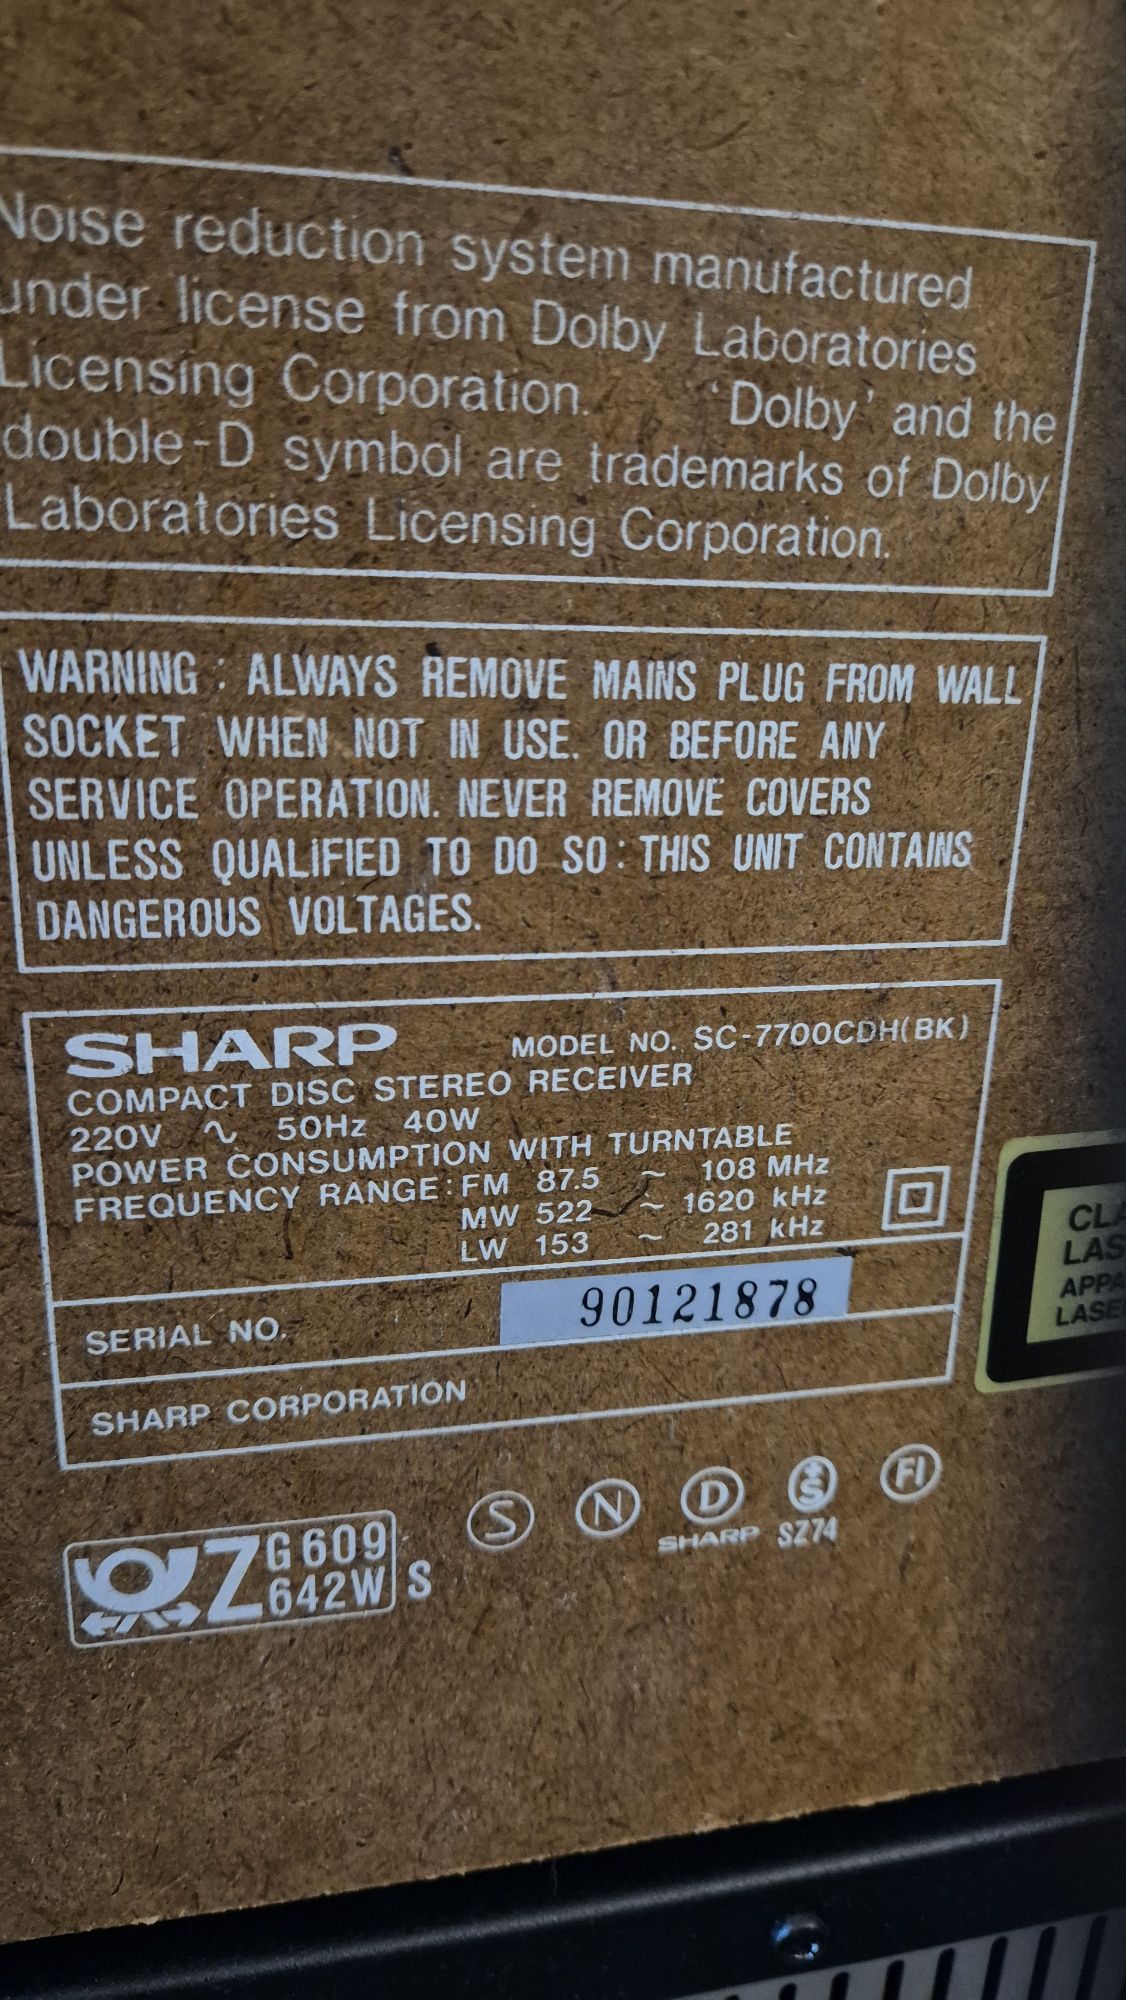 Noise reduction system manufactured
under license from Dolby Laboratories
Licensing Corporation. 'Dolby' and the
double-D symbol are trademarks of Dolby
Laboratories Licensing Corporation.
WARNING : ALWAYS REMOVE MAINS PLUG FROM WALL
SOCKET WHEN NOT IN USE. OR BEFORE ANY
SERVICE OPERATION. NEVER REMOVE COVERS
UNLESS QUALIFIED TO DO SO : THIS UNIT CONTAINS
DANGEROUS VOLTAGES.
SHARP MODEL NO. SC-7700CDH(BK)
COMPACT DISC STEREO RECEIVER
220V ∿ 50Hz 40W
POWER CONSUMPTION WITH TURNTABLE
FREQUENCY RANGE : FM 87.5 ~ 108 MHz
MW 522 ~ 1620 kHz
LW 153 ~ 281 kHz
SERIAL NO. 90121878
SHARP CORPORATION
Z G609 642W S
S N D S FI
SHARP SZ74
LASE